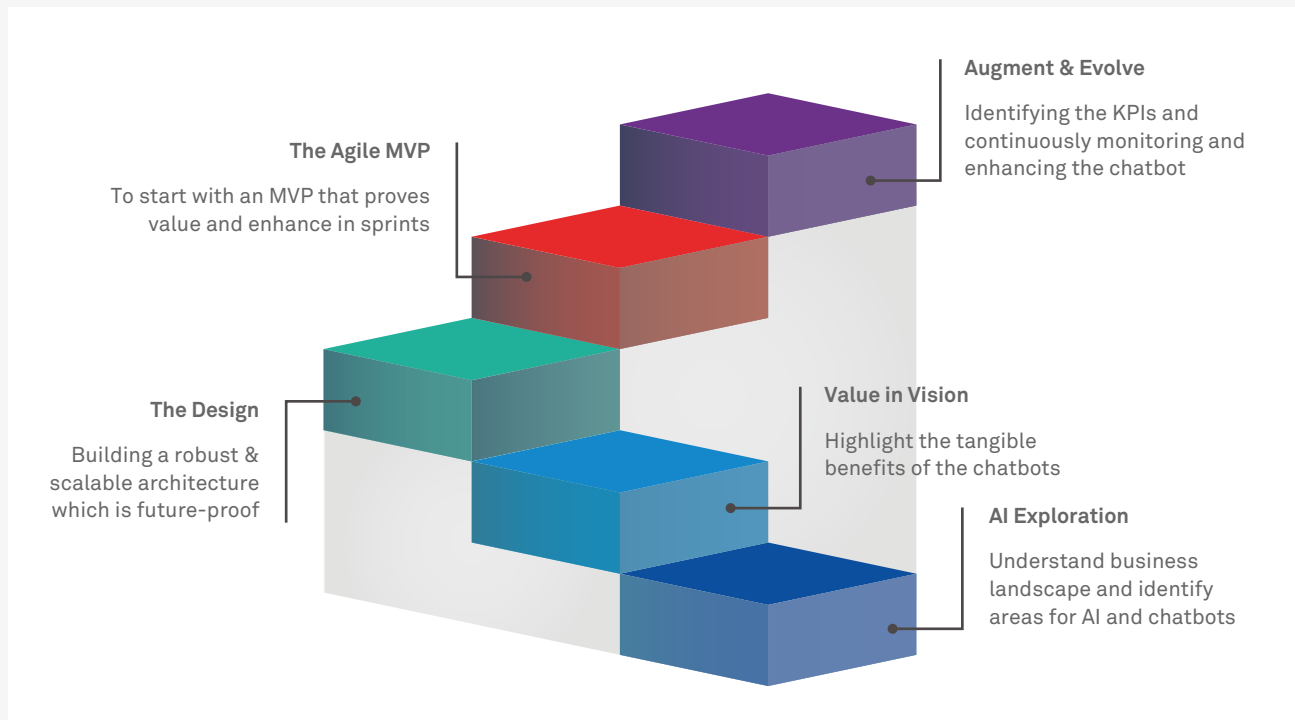 Augment & Evolve
Identifying the KPIs and
continuously monitoring and
enhancing the chatbot
The Agile MVP
To start with an MVP that proves
value and enhance in sprints
Value in Vision
Highlight the tangible
benefits of the chatbots
The Design
Building a robust &
scalable architecture
which is future-proof
AI Exploration
Understand business
landscape and identify
areas for AI and chatbots